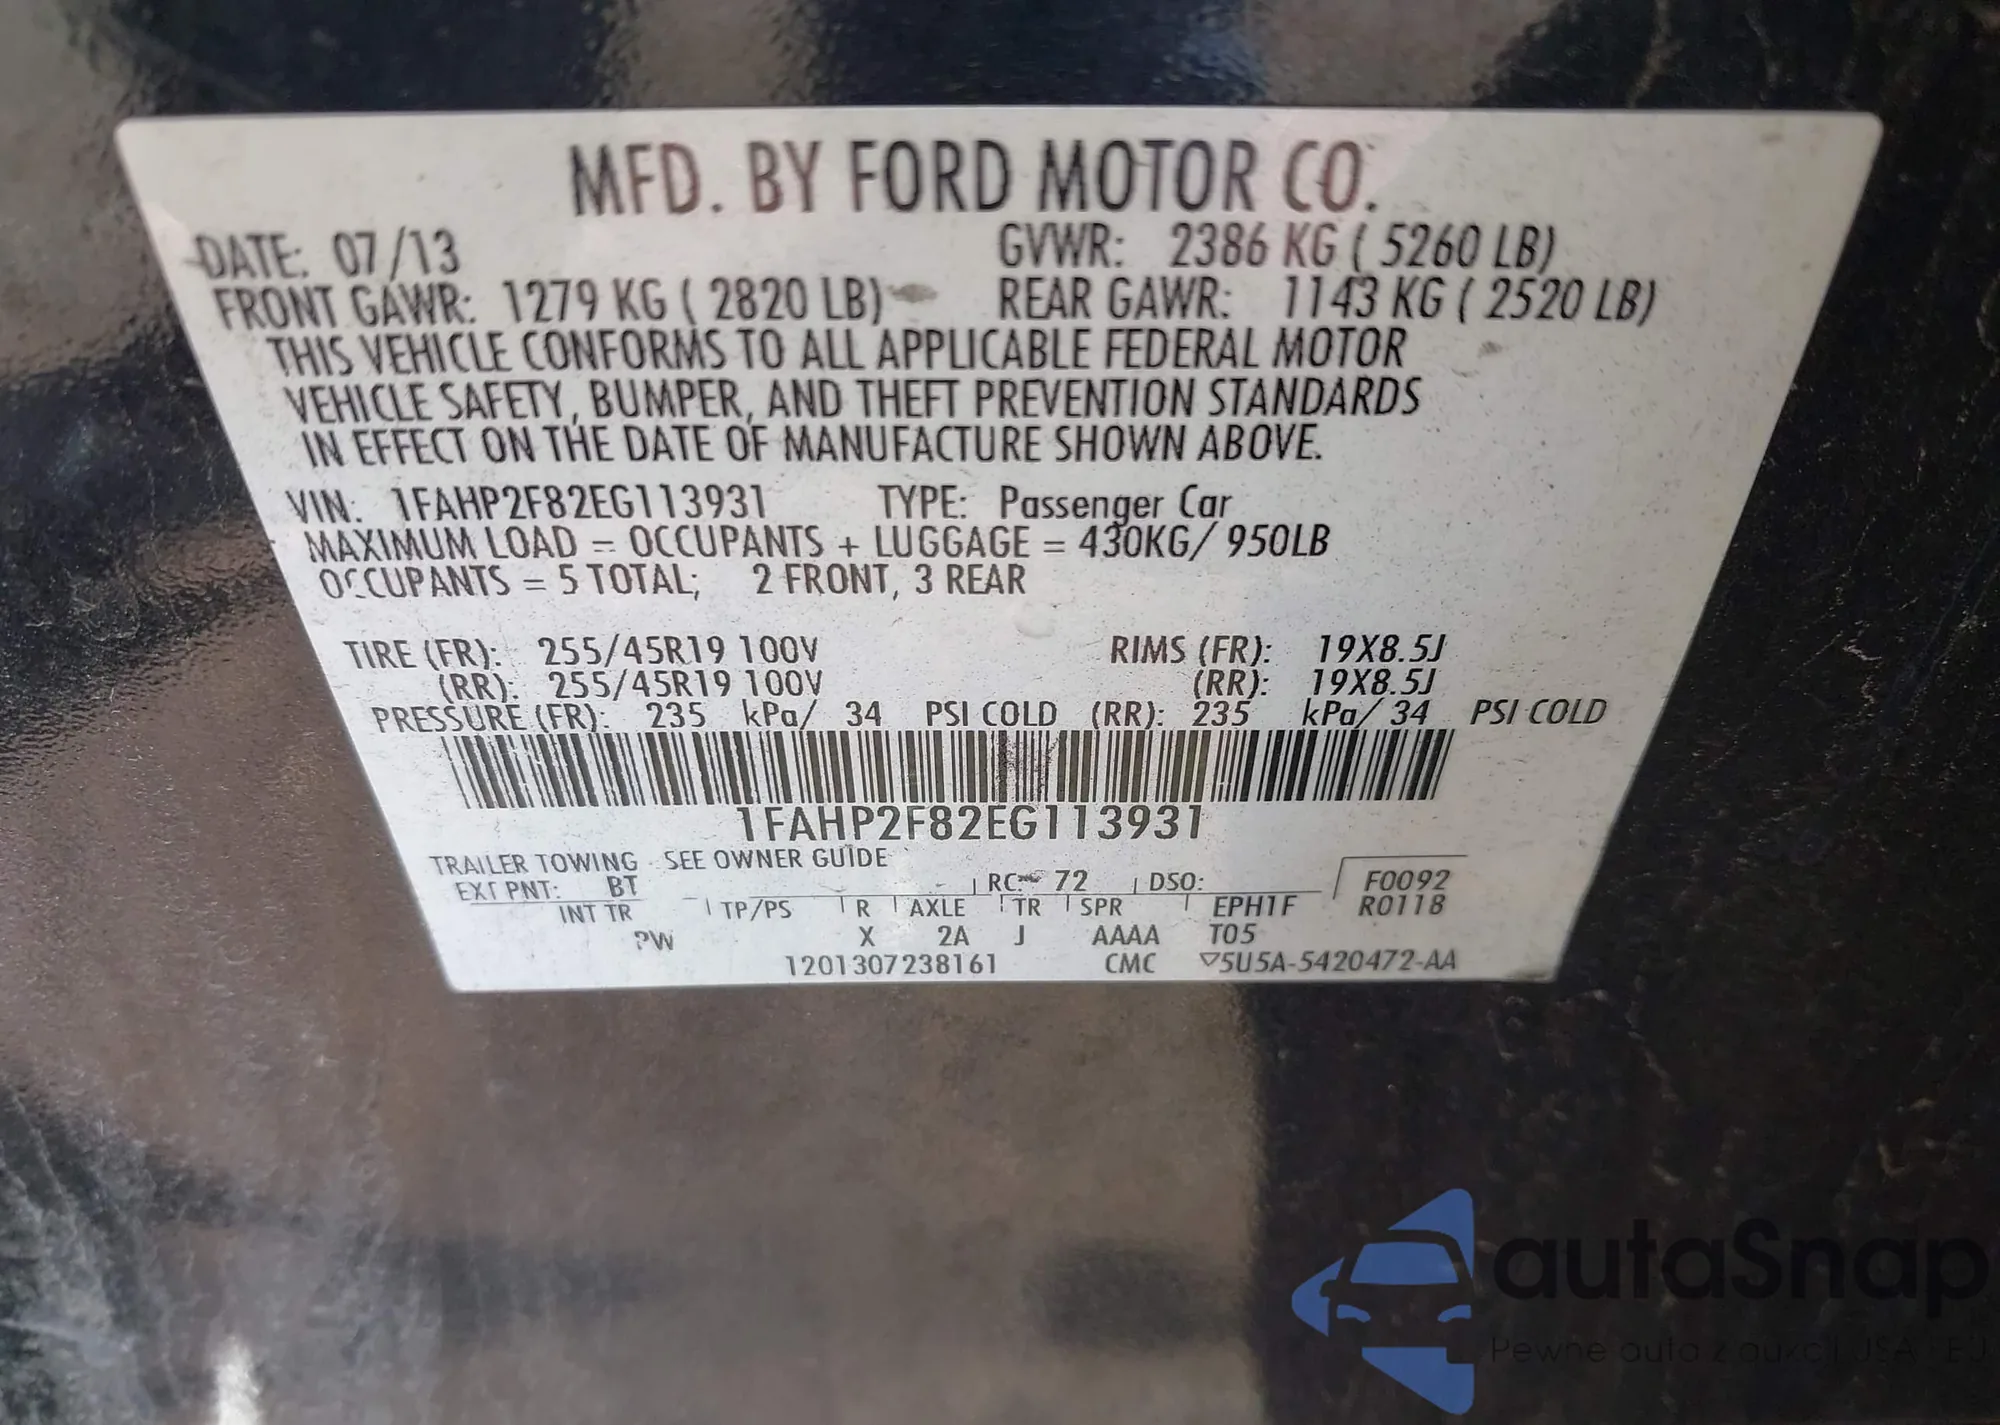 MFD. BY FORD MOTOR CO.
DATE: 07/13 GVWR: 2386 KG ( 5260 LB)
FRONT GAWR: 1279 KG ( 2820 LB) REAR GAWR: 1143 KG ( 2520 LB)
THIS VEHICLE CONFORMS TO ALL APPLICABLE FEDERAL MOTOR
VEHICLE SAFETY, BUMPER, AND THEFT PREVENTION STANDARDS
IN EFFECT ON THE DATE OF MANUFACTURE SHOWN ABOVE.
VIN: 1FAHP2F82EG113931 TYPE: Passenger Car
MAXIMUM LOAD = OCCUPANTS + LUGGAGE = 430KG/ 950LB
OCCUPANTS = 5 TOTAL; 2 FRONT, 3 REAR
TIRE (FR): 255/45R19 100V RIMS (FR): 19X8.5J
(RR): 255/45R19 100V (RR): 19X8.5J
PRESSURE (FR): 235 kPa/ 34 PSI COLD (RR): 235 kPa/ 34 PSI COLD
1FAHP2F82EG113931
TRAILER TOWING - SEE OWNER GUIDE
EXT PNT: BT RC: 72 DSO: F0092
INT TR TP/PS R AXLE TR SPR EPH1F R0118
PW X 2A J AAAA T05
1201307238161 CMC ▽5U5A-5420472-AA
autaSnap
Pewne auta z aukcji USA i EU